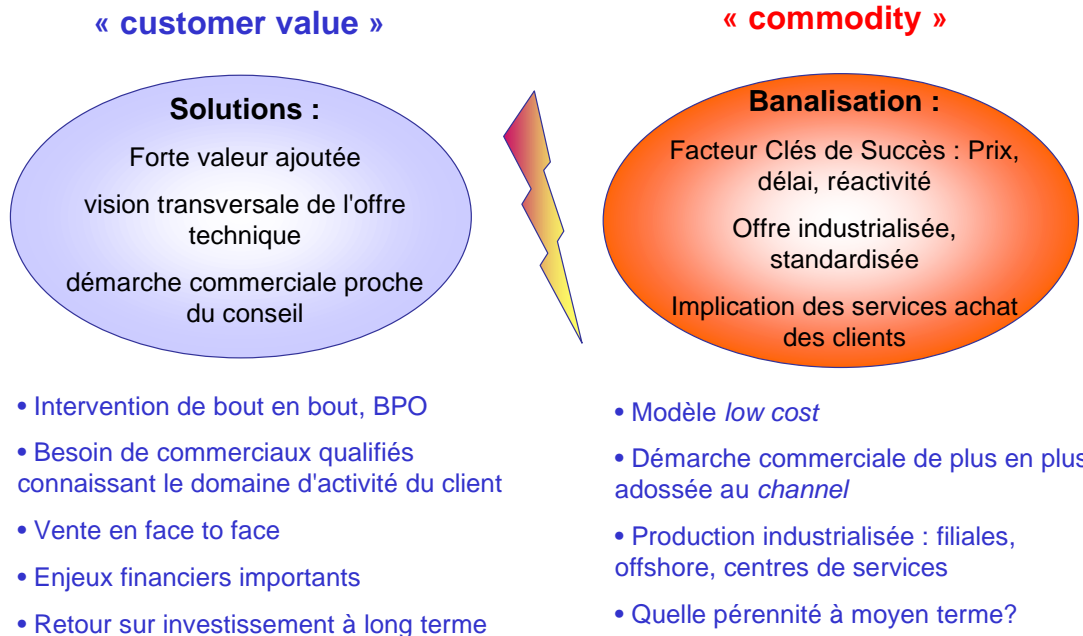 « customer value »
Solutions :
Forte valeur ajoutée
vision transversale de l'offre
technique
démarche commerciale proche
du conseil
• Intervention de bout en bout, BPO
• Besoin de commerciaux qualifiés
connaissant le domaine d'activité du client
• Vente en face to face
• Enjeux financiers importants
• Retour sur investissement à long terme
« commodity »
Banalisation :
Facteur Clés de Succès : Prix,
délai, réactivité
Offre industrialisée,
standardisée
Implication des services achat
des clients
• Modèle low cost
• Démarche commerciale de plus en plus
adossée au channel
• Production industrialisée : filiales,
offshore, centres de services
• Quelle pérennité à moyen terme?